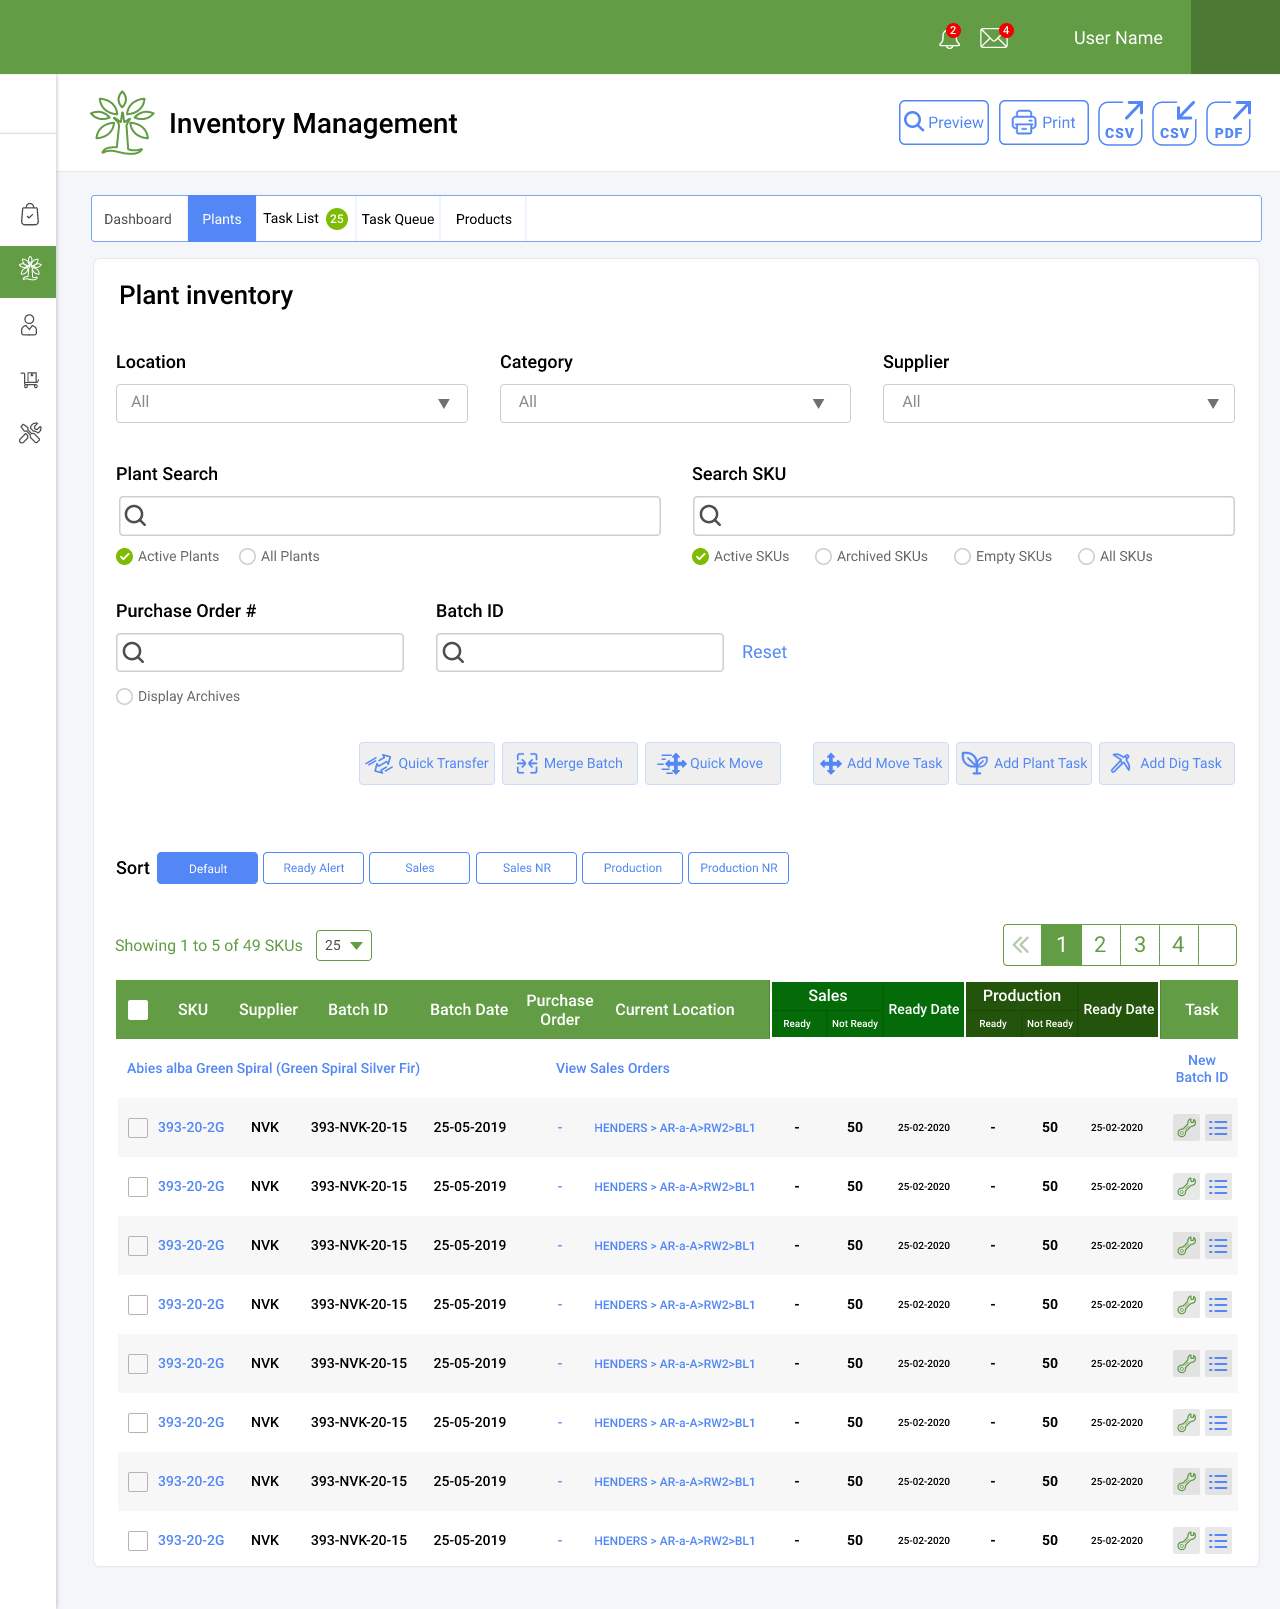 2
4
User Name
Inventory Management
Preview
Print
CSV
CSV
PDF
Dashboard
Plants
Task List 25
Task Queue
Products
Plant inventory
Location
Category
Supplier
All
All
All
Plant Search
Search SKU
Active Plants
All Plants
Active SKUs
Archived SKUs
Empty SKUs
All SKUs
Purchase Order #
Batch ID
Reset
Display Archives
Quick Transfer
Merge Batch
Quick Move
Add Move Task
Add Plant Task
Add Dig Task
Sort
Default
Ready Alert
Sales
Sales NR
Production
Production NR
Showing 1 to 5 of 49 SKUs
25
« 1 2 3 4
SKU
Supplier
Batch ID
Batch Date
Purchase
Order
Current Location
Sales
Ready
Not Ready
Ready Date
Production
Ready
Not Ready
Ready Date
Task
Abies alba Green Spiral (Green Spiral Silver Fir)
View Sales Orders
New
Batch ID
393-20-2G NVK 393-NVK-20-15 25-05-2019 - HENDERS > AR-a-A>RW2>BL1 - 50 25-02-2020 - 50 25-02-2020
393-20-2G NVK 393-NVK-20-15 25-05-2019 - HENDERS > AR-a-A>RW2>BL1 - 50 25-02-2020 - 50 25-02-2020
393-20-2G NVK 393-NVK-20-15 25-05-2019 - HENDERS > AR-a-A>RW2>BL1 - 50 25-02-2020 - 50 25-02-2020
393-20-2G NVK 393-NVK-20-15 25-05-2019 - HENDERS > AR-a-A>RW2>BL1 - 50 25-02-2020 - 50 25-02-2020
393-20-2G NVK 393-NVK-20-15 25-05-2019 - HENDERS > AR-a-A>RW2>BL1 - 50 25-02-2020 - 50 25-02-2020
393-20-2G NVK 393-NVK-20-15 25-05-2019 - HENDERS > AR-a-A>RW2>BL1 - 50 25-02-2020 - 50 25-02-2020
393-20-2G NVK 393-NVK-20-15 25-05-2019 - HENDERS > AR-a-A>RW2>BL1 - 50 25-02-2020 - 50 25-02-2020
393-20-2G NVK 393-NVK-20-15 25-05-2019 - HENDERS > AR-a-A>RW2>BL1 - 50 25-02-2020 - 50 25-02-2020